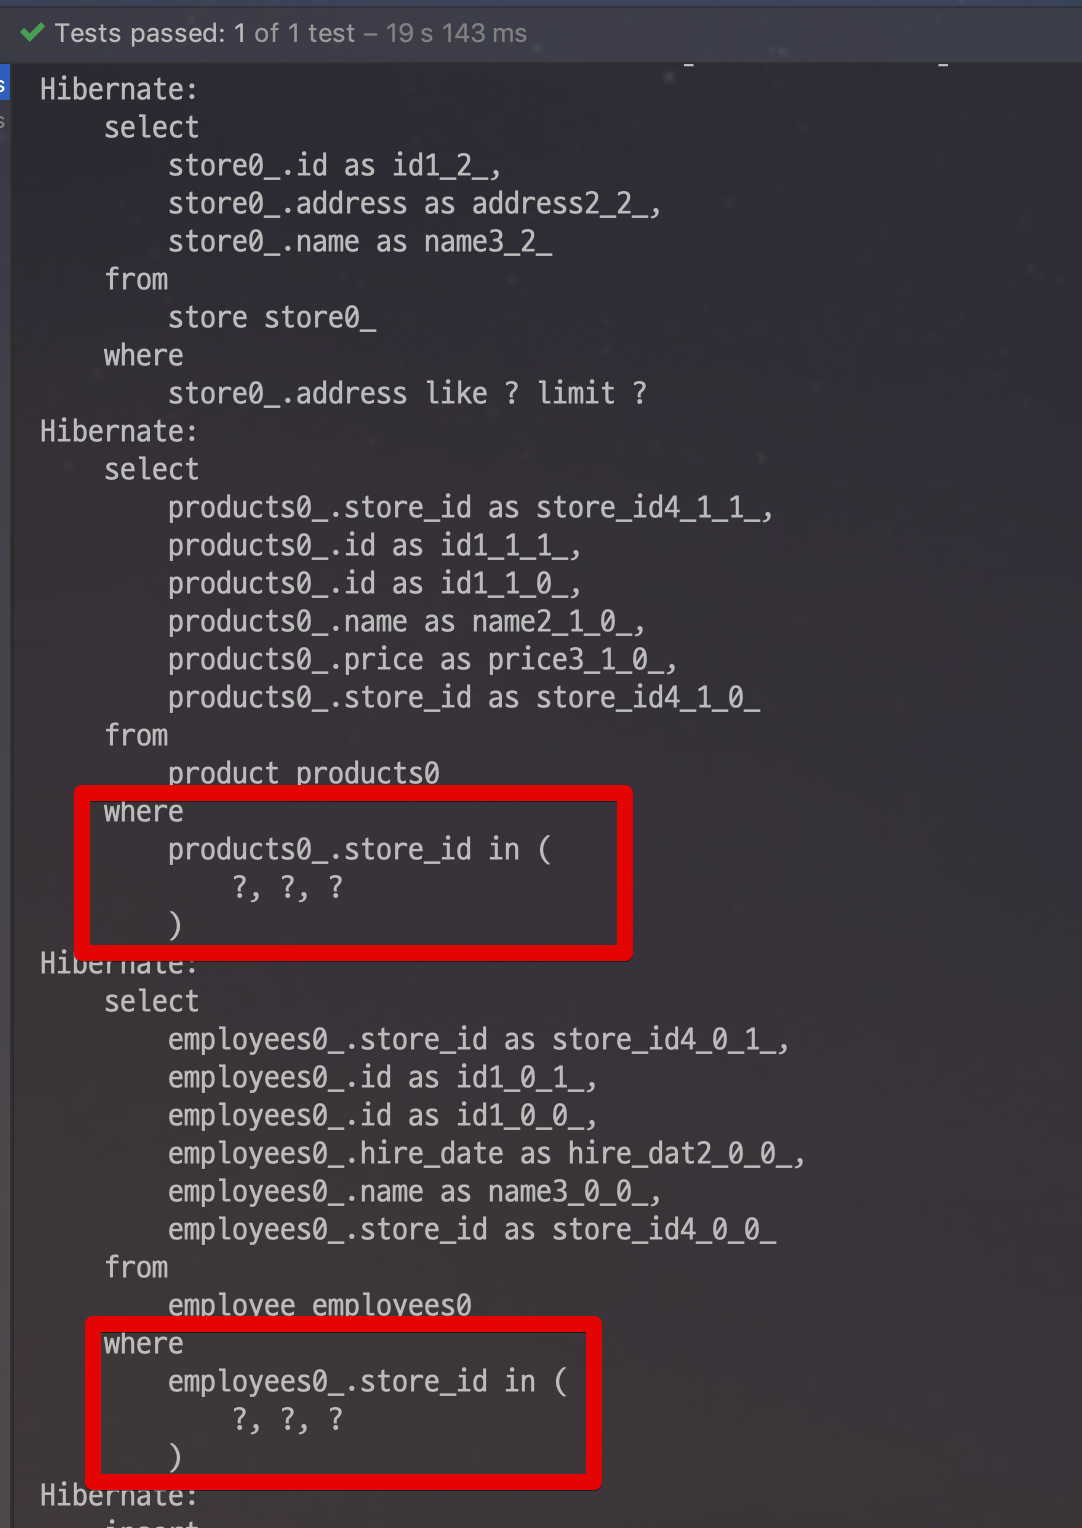 Tests passed: 1 of 1 test – 19 s 143 ms
Hibernate:
    select
        store0_.id as id1_2_,
        store0_.address as address2_2_,
        store0_.name as name3_2_
    from
        store store0_
    where
        store0_.address like ? limit ?
Hibernate:
    select
        products0_.store_id as store_id4_1_1_,
        products0_.id as id1_1_1_,
        products0_.id as id1_1_0_,
        products0_.name as name2_1_0_,
        products0_.price as price3_1_0_,
        products0_.store_id as store_id4_1_0_
    from
        product products0
    where
        products0_.store_id in (
            ?, ?, ?
        )
Hibernate:
    select
        employees0_.store_id as store_id4_0_1_,
        employees0_.id as id1_0_1_,
        employees0_.id as id1_0_0_,
        employees0_.hire_date as hire_dat2_0_0_,
        employees0_.name as name3_0_0_,
        employees0_.store_id as store_id4_0_0_
    from
        employee employees0
    where
        employees0_.store_id in (
            ?, ?, ?
        )
Hibernate:
    insert